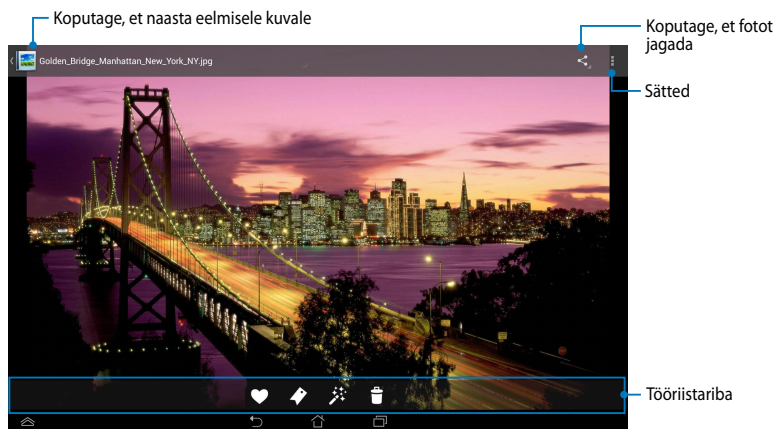 Koputage, et naasta eelmisele kuvale
Koputage, et fotot
jagada
Golden_Bridge_Manhattan_New_York_NY.jpg
Sätted
Tööriistariba